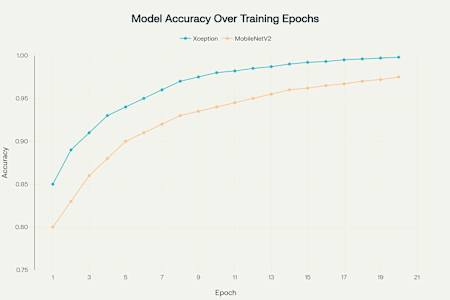 Model Accuracy Over Training Epochs
Xception MobileNetV2
1.00
0.95
0.90
0.85
0.80
0.75
Accuracy
1 3 5 7 9 11 13 15 17 19 21
Epoch